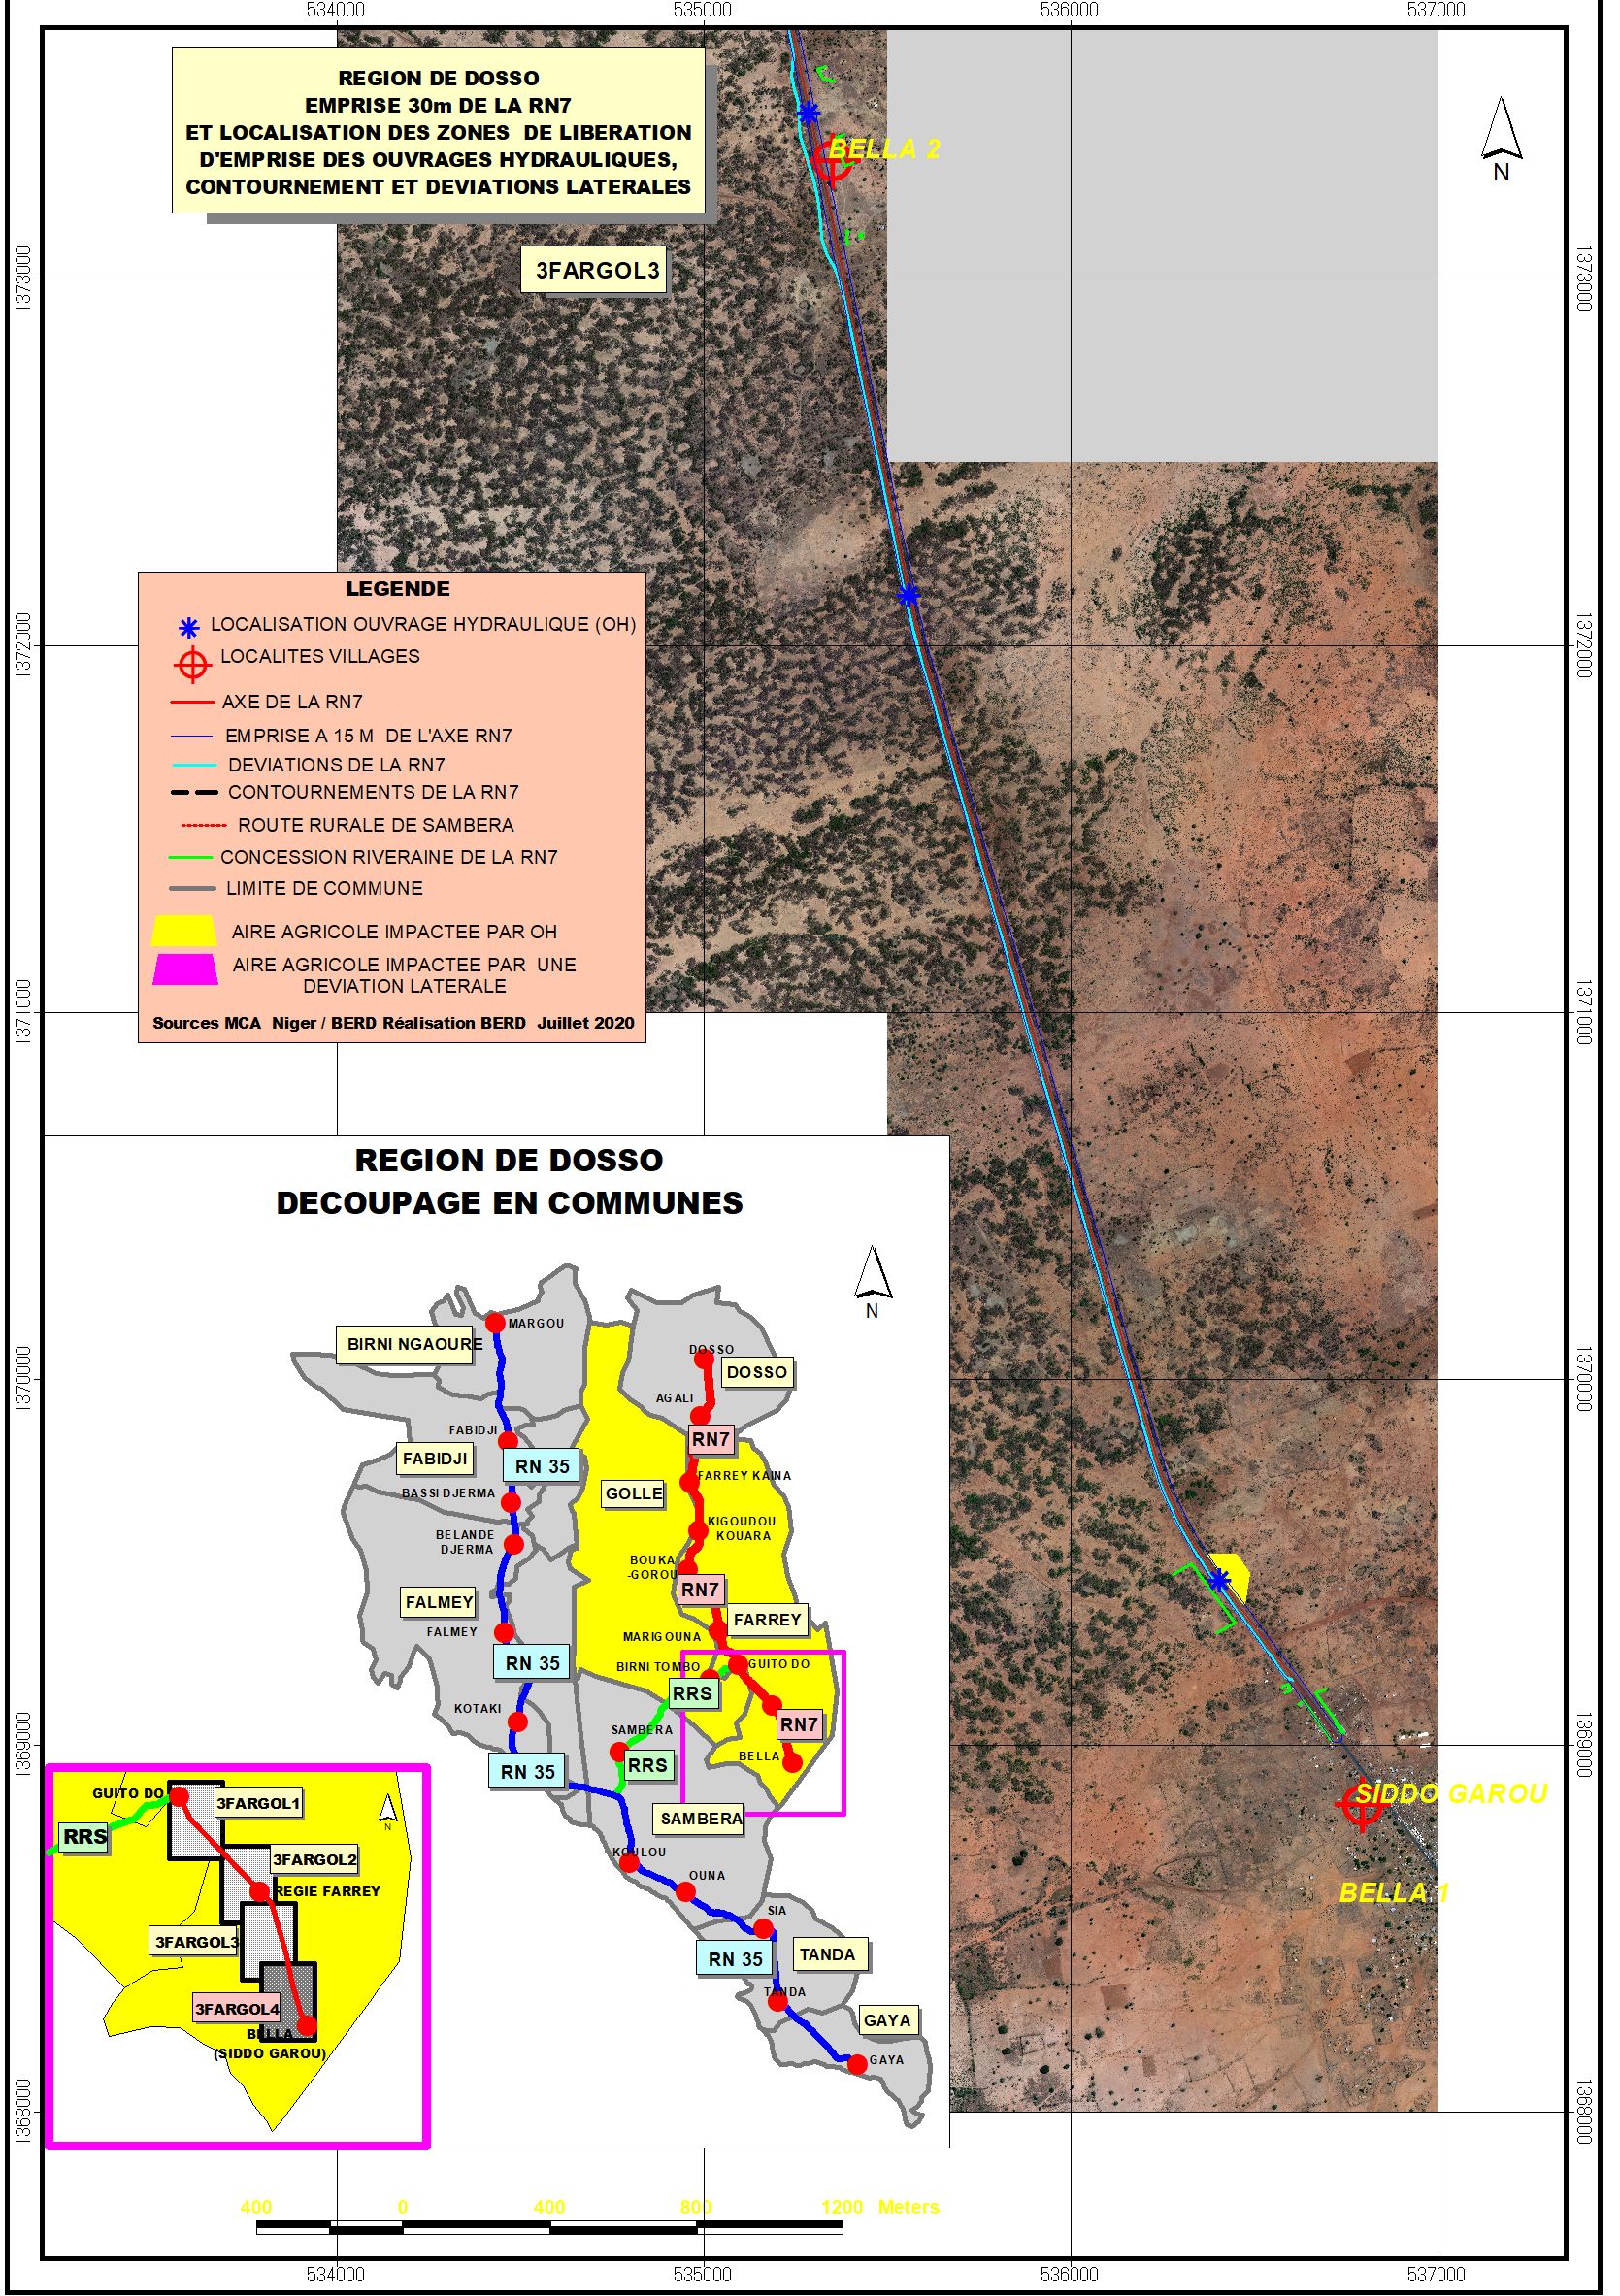 534000
535000
536000
537000
REGION DE DOSSO
EMPRISE 30m DE LA RN7
ET LOCALISATION DES ZONES DE LIBERATION
D'EMPRISE DES OUVRAGES HYDRAULIQUES,
CONTOURNEMENT ET DEVIATIONS LATERALES
N
BELLA 2
3FARGOL3
1373000
1373000
LEGENDE
LOCALISATION OUVRAGE HYDRAULIQUE (OH)
LOCALITES VILLAGES
AXE DE LA RN7
EMPRISE A 15 M DE L'AXE RN7
DEVIATIONS DE LA RN7
CONTOURNEMENTS DE LA RN7
ROUTE RURALE DE SAMBERA
CONCESSION RIVERAINE DE LA RN7
LIMITE DE COMMUNE
AIRE AGRICOLE IMPACTEE PAR OH
AIRE AGRICOLE IMPACTEE PAR UNE
DEVIATION LATERALE
Sources MCA Niger / BERD Réalisation BERD Juillet 2020
1372000
1372000
1371000
1371000
REGION DE DOSSO
DECOUPAGE EN COMMUNES
N
MARGOU
BIRNI NGAOURE
DOSSO
DOSSO
AGALI
RN7
FABIDJI
FABIDJI
RN 35
FARREY KAINA
BASSI DJERMA
GOLLE
KIGOUDOU
KOUARA
BELANDE
DJERMA
BOUKA
-GOROU
RN7
FALMEY
FALMEY
FARREY
MARIGOUNA
RN 35
BIRNI TOMBO
GUITO DO
RRS
KOTAKI
SAMBERA
RN7
BELLA
RN 35
RRS
SAMBERA
KOULOU
OUNA
SIA
RN 35
TANDA
TANDA
GAYA
GAYA
1370000
1370000
1369000
1369000
SIDDO GAROU
BELLA 1
GUITO DO
3FARGOL1
N
RRS
3FARGOL2
REGIE FARREY
3FARGOL3
3FARGOL4
BELLA
(SIDDO GAROU)
1368000
1368000
400
0
400
800
1200 Meters
534000
535000
536000
537000